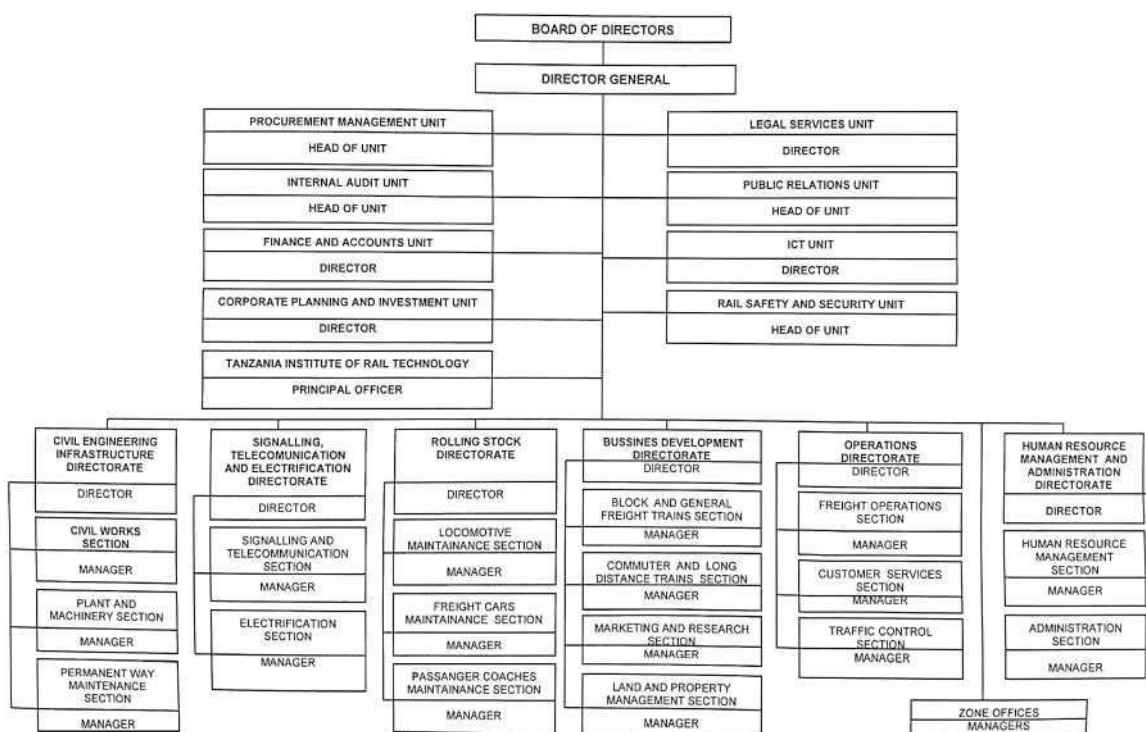 BOARD OF DIRECTORS
DIRECTOR GENERAL
PROCUREMENT MANAGEMENT UNIT
HEAD OF UNIT
LEGAL SERVICES UNIT
DIRECTOR
INTERNAL AUDIT UNIT
HEAD OF UNIT
PUBLIC RELATIONS UNIT
HEAD OF UNIT
FINANCE AND ACCOUNTS UNIT
DIRECTOR
ICT UNIT
DIRECTOR
CORPORATE PLANNING AND INVESTMENT UNIT
DIRECTOR
RAIL SAFETY AND SECURITY UNIT
HEAD OF UNIT
TANZANIA INSTITUTE OF RAIL TECHNOLOGY
PRINCIPAL OFFICER
CIVIL ENGINEERING
INFRASTRUCTURE
DIRECTORATE
DIRECTOR
CIVIL WORKS
SECTION
MANAGER
PLANT AND
MACHINERY SECTION
MANAGER
PERMANENT WAY
MAINTENANCE
SECTION
MANAGER
SIGNALLING,
TELECOMUNICATION
AND ELECTRIFICATION
DIRECTORATE
DIRECTOR
SIGNALLING AND
TELECOMMUNICATION
SECTION
MANAGER
ELECTRIFICATION
SECTION
MANAGER
ROLLING STOCK
DIRECTORATE
DIRECTOR
LOCOMOTIVE
MAINTAINANCE SECTION
MANAGER
FREIGHT CARS
MAINTAINANCE SECTION
MANAGER
PASSANGER COACHES
MAINTAINANCE SECTION
MANAGER
BUSSINES DEVELOPMENT
DIRECTORATE
DIRECTOR
BLOCK AND GENERAL
FREIGHT TRAINS SECTION
MANAGER
COMMUTER AND LONG
DISTANCE TRAINS SECTION
MANAGER
MARKETING AND RESEARCH
SECTION
MANAGER
LAND AND PROPERTY
MANAGEMENT SECTION
MANAGER
OPERATIONS
DIRECTORATE
DIRECTOR
FREIGHT OPERATIONS
SECTION
MANAGER
CUSTOMER SERVICES
SECTION
MANAGER
TRAFFIC CONTROL
SECTION
MANAGER
HUMAN RESOURCE
MANAGEMENT AND
ADMINISTRATION
DIRECTORATE
DIRECTOR
HUMAN RESOURCE
MANAGEMENT
SECTION
MANAGER
ADMINISTRATION
SECTION
MANAGER
ZONE OFFICES
MANAGERS